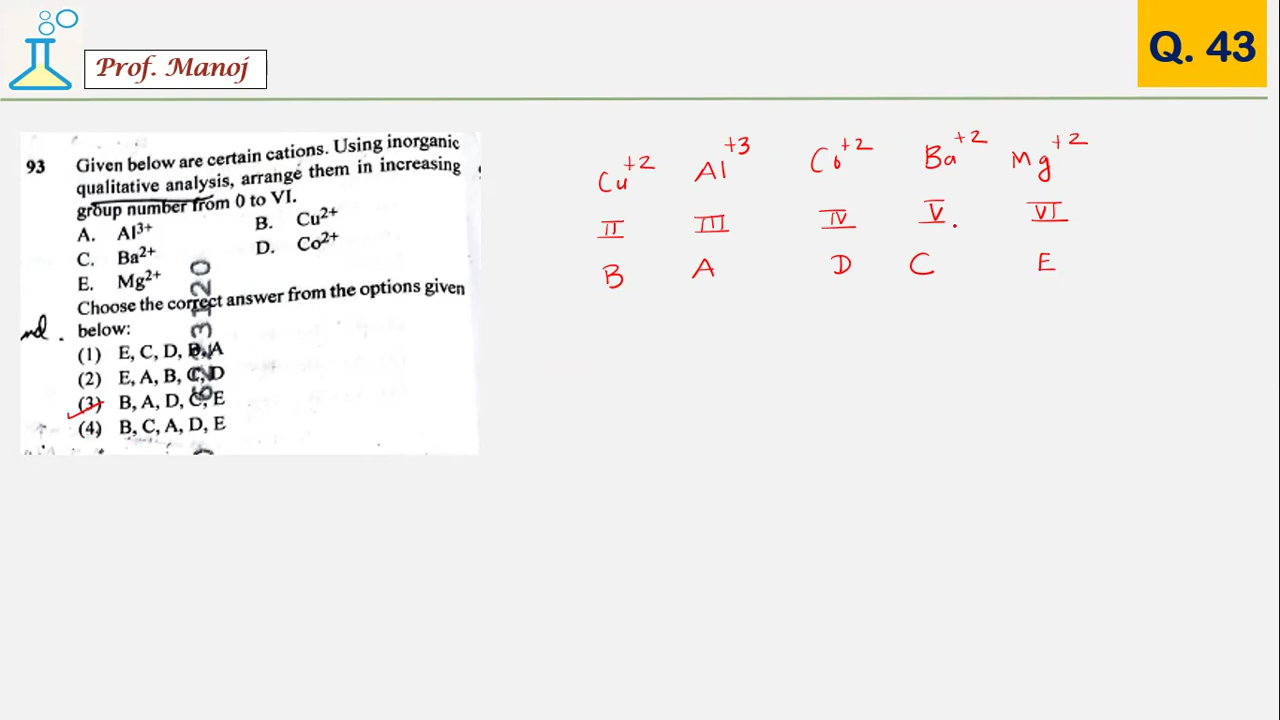 Prof. Manoj
Q. 43
93 Given below are certain cations. Using inorganic
qualitative analysis, arrange them in increasing
group number from 0 to VI.
A. Al³⁺ B. Cu²⁺
C. Ba²⁺ D. Co²⁺
E. Mg²⁺
Choose the correct answer from the options given
below:
(1) E, C, D, B, A
(2) E, A, B, C, D
(3) B, A, D, C, E
(4) B, C, A, D, E
Cu⁺² Al⁺³ Co⁺² Ba⁺² Mg⁺²
II III IV V. VI
B A D C E